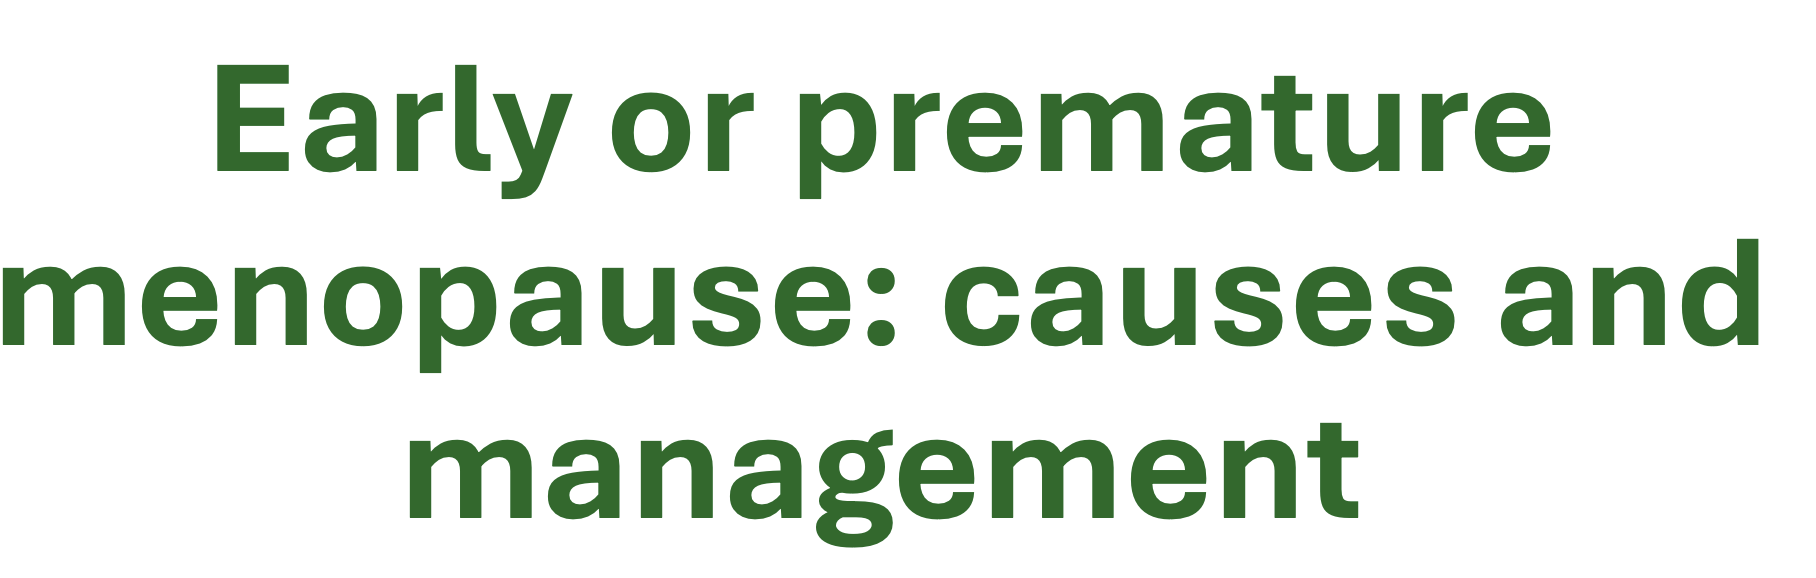 Early or premature
menopause: causes and
management